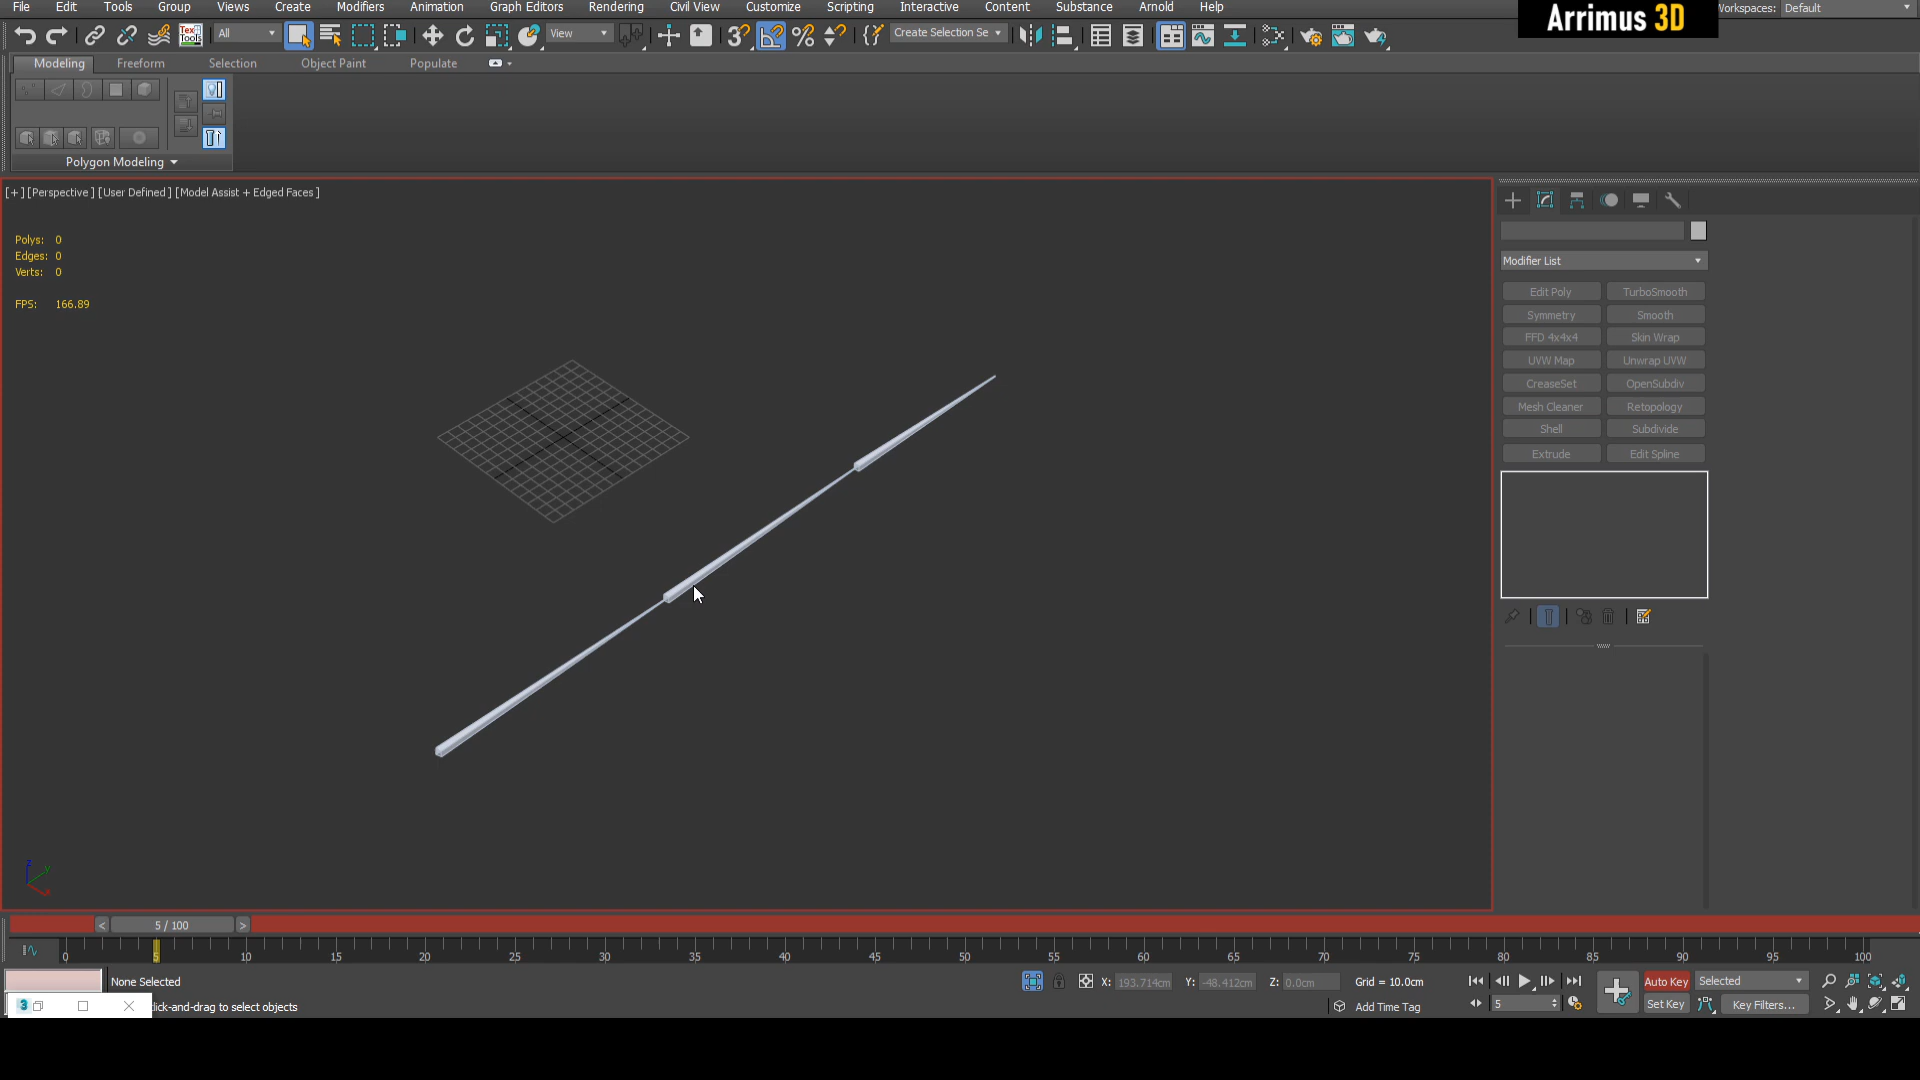 File Edit Tools Group Views Create Modifiers Animation Graph Editors Rendering Civil View Customize Scripting Interactive Content Substance Arnold Help
Arrimus 3D
Workspaces: Default
Tex Tools All View 3 Create Selection Se
Modeling Freeform Selection Object Paint Populate
Polygon Modeling
[+] [Perspective] [User Defined] [Model Assist + Edged Faces]
Polys: 0
Edges: 0
Verts: 0
FPS: 166.89
Modifier List
Edit Poly TurboSmooth
Symmetry Smooth
FFD 4x4x4 Skin Wrap
UVW Map Unwrap UVW
CreaseSet OpenSubdiv
Mesh Cleaner Retopology
Shell Subdivide
Extrude Edit Spline
z y x
< 5 / 100 >
0 5 10 15 20 25 30 35 40 45 50 55 60 65 70 75 80 85 90 95 100
None Selected X: 193.714cm Y: -48.412cm Z: 0.0cm Grid = 10.0cm Auto Key Selected
3 lick-and-drag to select objects Add Time Tag 5 Set Key Key Filters...